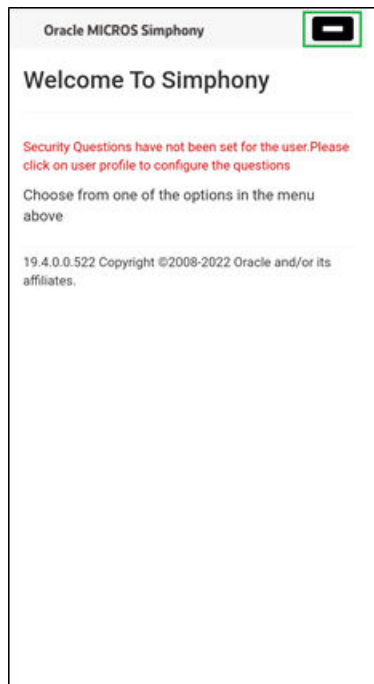 Oracle MICROS Simphony
Welcome To Simphony
Security Questions have not been set for the user.Please
click on user profile to configure the questions
Choose from one of the options in the menu
above
19.4.0.0.522 Copyright ©2008-2022 Oracle and/or its
affiliates.